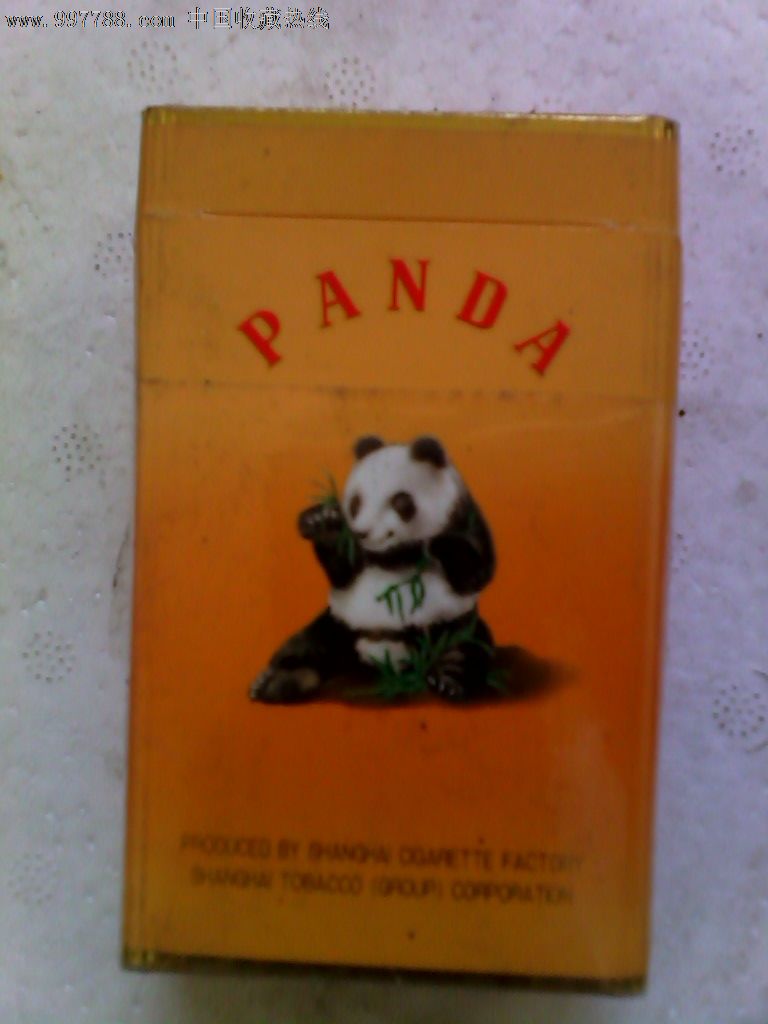 www.997788.com 中国收藏热线
PANDA
PRODUCED BY SHANGHAI CIGARETTE FACTORY
SHANGHAI TOBACCO (GROUP) CORPORATION